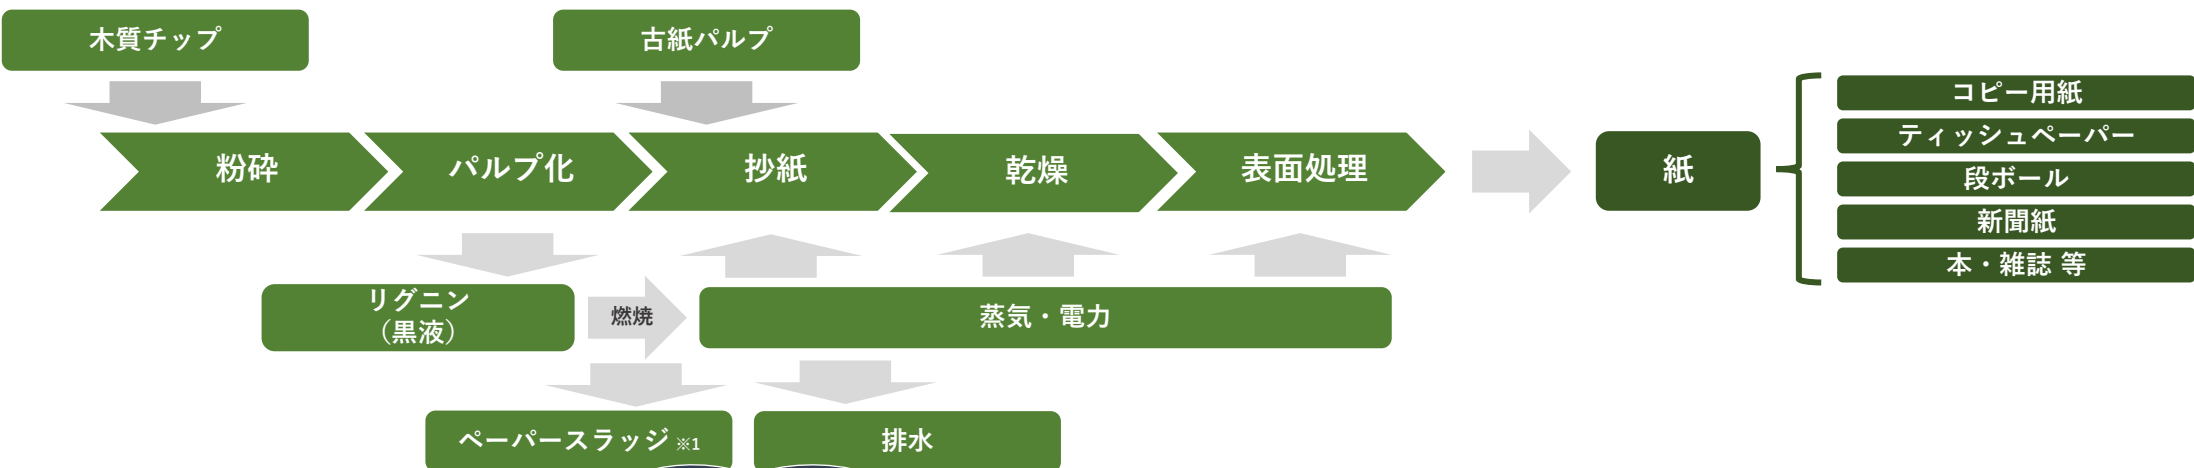 木質チップ
古紙パルプ
粉砕
パルプ化
抄紙
乾燥
表面処理
紙
コピー用紙
ティッシュペーパー
段ボール
新聞紙
本・雑誌 等
リグニン
（黒液）
燃焼
蒸気・電力
ペーパースラッジ ※1
排水